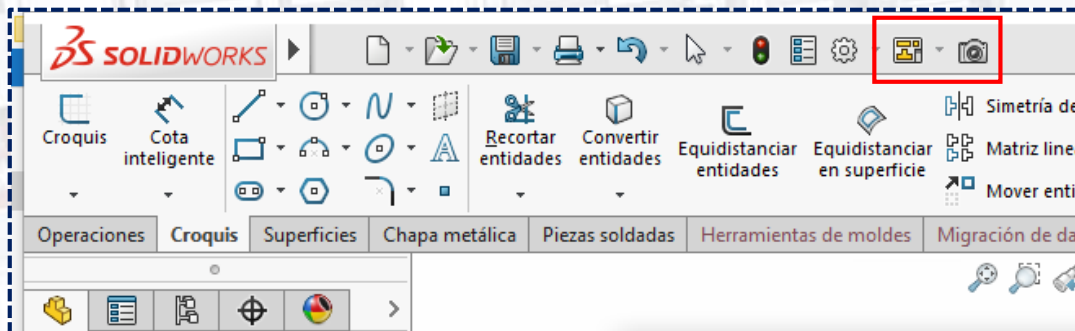 SOLIDWORKS
Croquis
Cota
inteligente
Recortar
entidades
Convertir
entidades
Equidistanciar
entidades
Equidistanciar
en superficie
Simetría de
Matriz line
Mover enti
Operaciones Croquis Superficies Chapa metálica Piezas soldadas Herramientas de moldes Migración de da